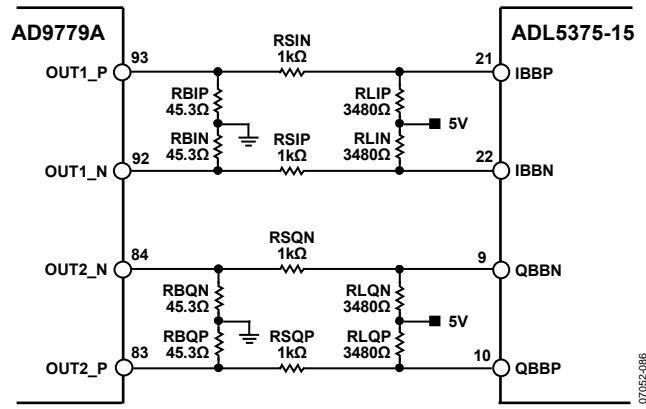 AD9779A
ADL5375-15
OUT1_P
93
RSIN
1kΩ
21
IBBP
RBIP
45.3Ω
RLIP
3480Ω
5V
RBIN
45.3Ω
RSIP
1kΩ
RLIN
3480Ω
OUT1_N
92
22
IBBN
OUT2_N
84
RSQN
1kΩ
9
QBBN
RBQN
45.3Ω
RLQN
3480Ω
5V
RBQP
45.3Ω
RSQP
1kΩ
RLQP
3480Ω
OUT2_P
83
10
QBBP
07052-086